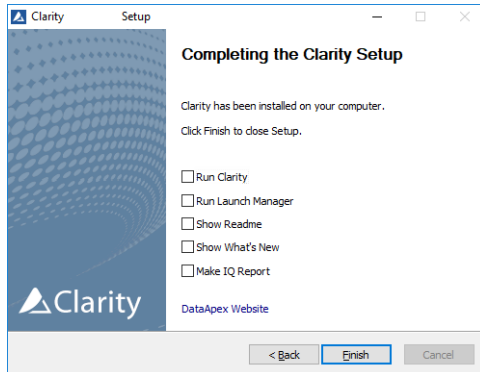 Clarity Setup
Completing the Clarity Setup
Clarity has been installed on your computer.
Click Finish to close Setup.
Run Clarity
Run Launch Manager
Show Readme
Show What's New
Make IQ Report
Clarity
DataApex Website
< Back Finish Cancel